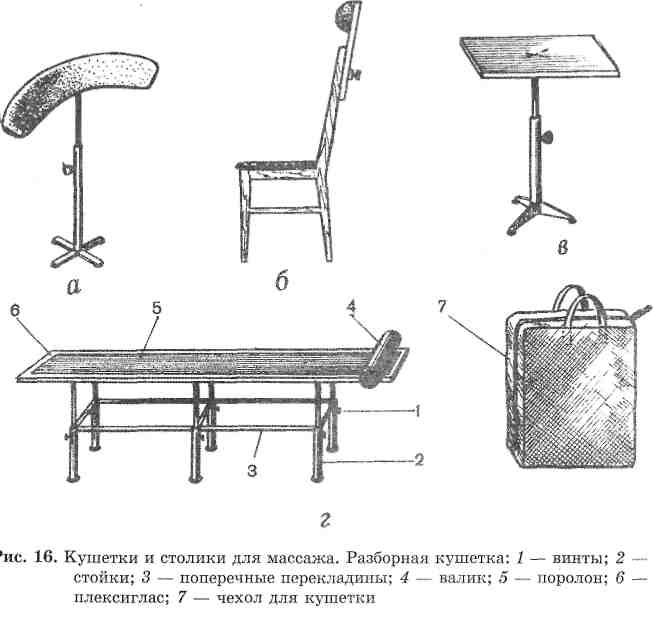 а
б
в
6
5
4
7
1
3
2
г
Рис. 16. Кушетки и столики для массажа. Разборная кушетка: 1 — винты; 2 —
стойки; 3 — поперечные перекладины; 4 — валик; 5 — поролон; 6 —
плексиглас; 7 — чехол для кушетки